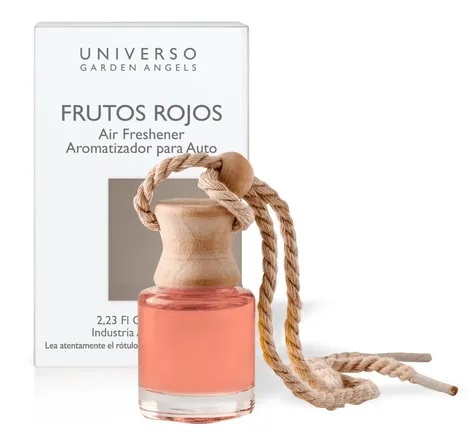 UNIVERSO
GARDEN ANGELS
FRUTOS ROJOS
Air Freshener
Aromatizador para Auto
2,23 Fl
Industria
Lea atentamente el rótulo